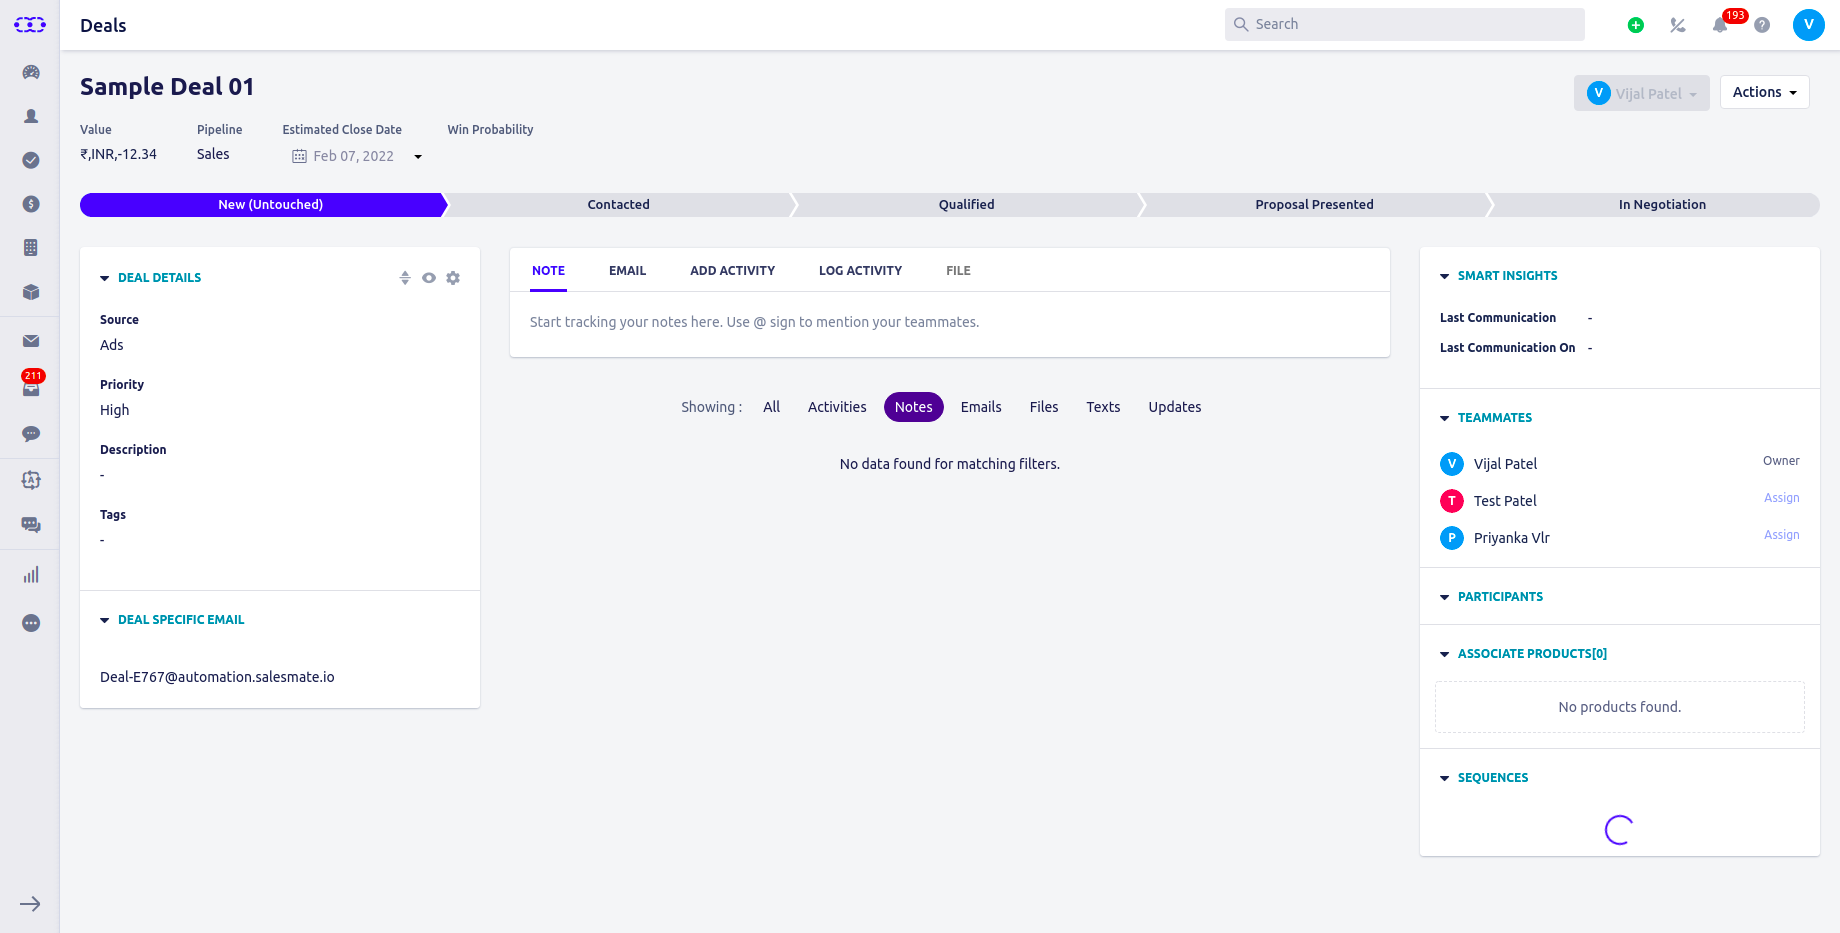 Deals
Search
193
V
Sample Deal 01
V Vijal Patel
Actions
Value Pipeline Estimated Close Date Win Probability
₹,INR,-12.34 Sales Feb 07, 2022
New (Untouched) Contacted Qualified Proposal Presented In Negotiation
211
DEAL DETAILS
Source
Ads
Priority
High
Description
-
Tags
-
DEAL SPECIFIC EMAIL
Deal-E767@automation.salesmate.io
NOTE EMAIL ADD ACTIVITY LOG ACTIVITY FILE
Start tracking your notes here. Use @ sign to mention your teammates.
Showing : All Activities Notes Emails Files Texts Updates
No data found for matching filters.
SMART INSIGHTS
Last Communication -
Last Communication On -
TEAMMATES
V Vijal Patel Owner
T Test Patel Assign
P Priyanka Vlr Assign
PARTICIPANTS
ASSOCIATE PRODUCTS[0]
No products found.
SEQUENCES